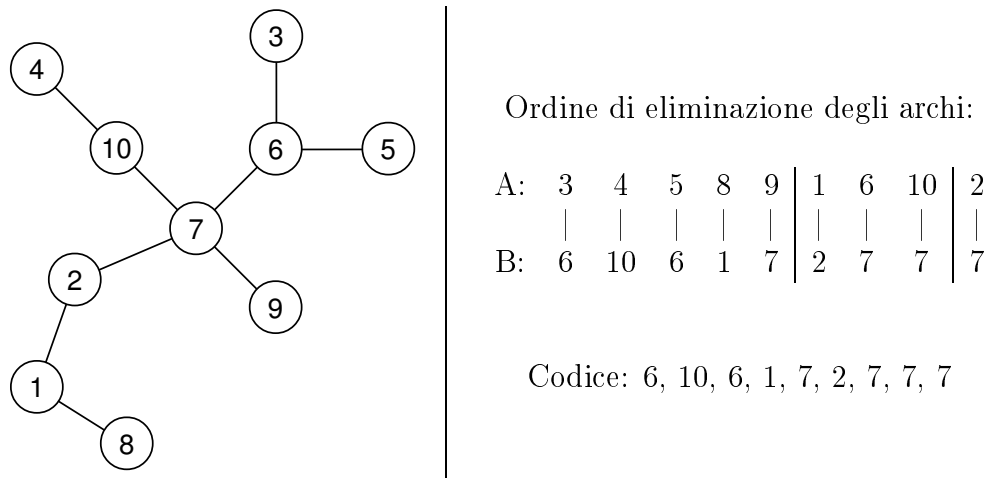 3
4
10
6
5
7
2
9
1
8
Ordine di eliminazione degli archi:
A: 3 4 5 8 9 1 6 10 2
B: 6 10 6 1 7 2 7 7 7
Codice: 6, 10, 6, 1, 7, 2, 7, 7, 7